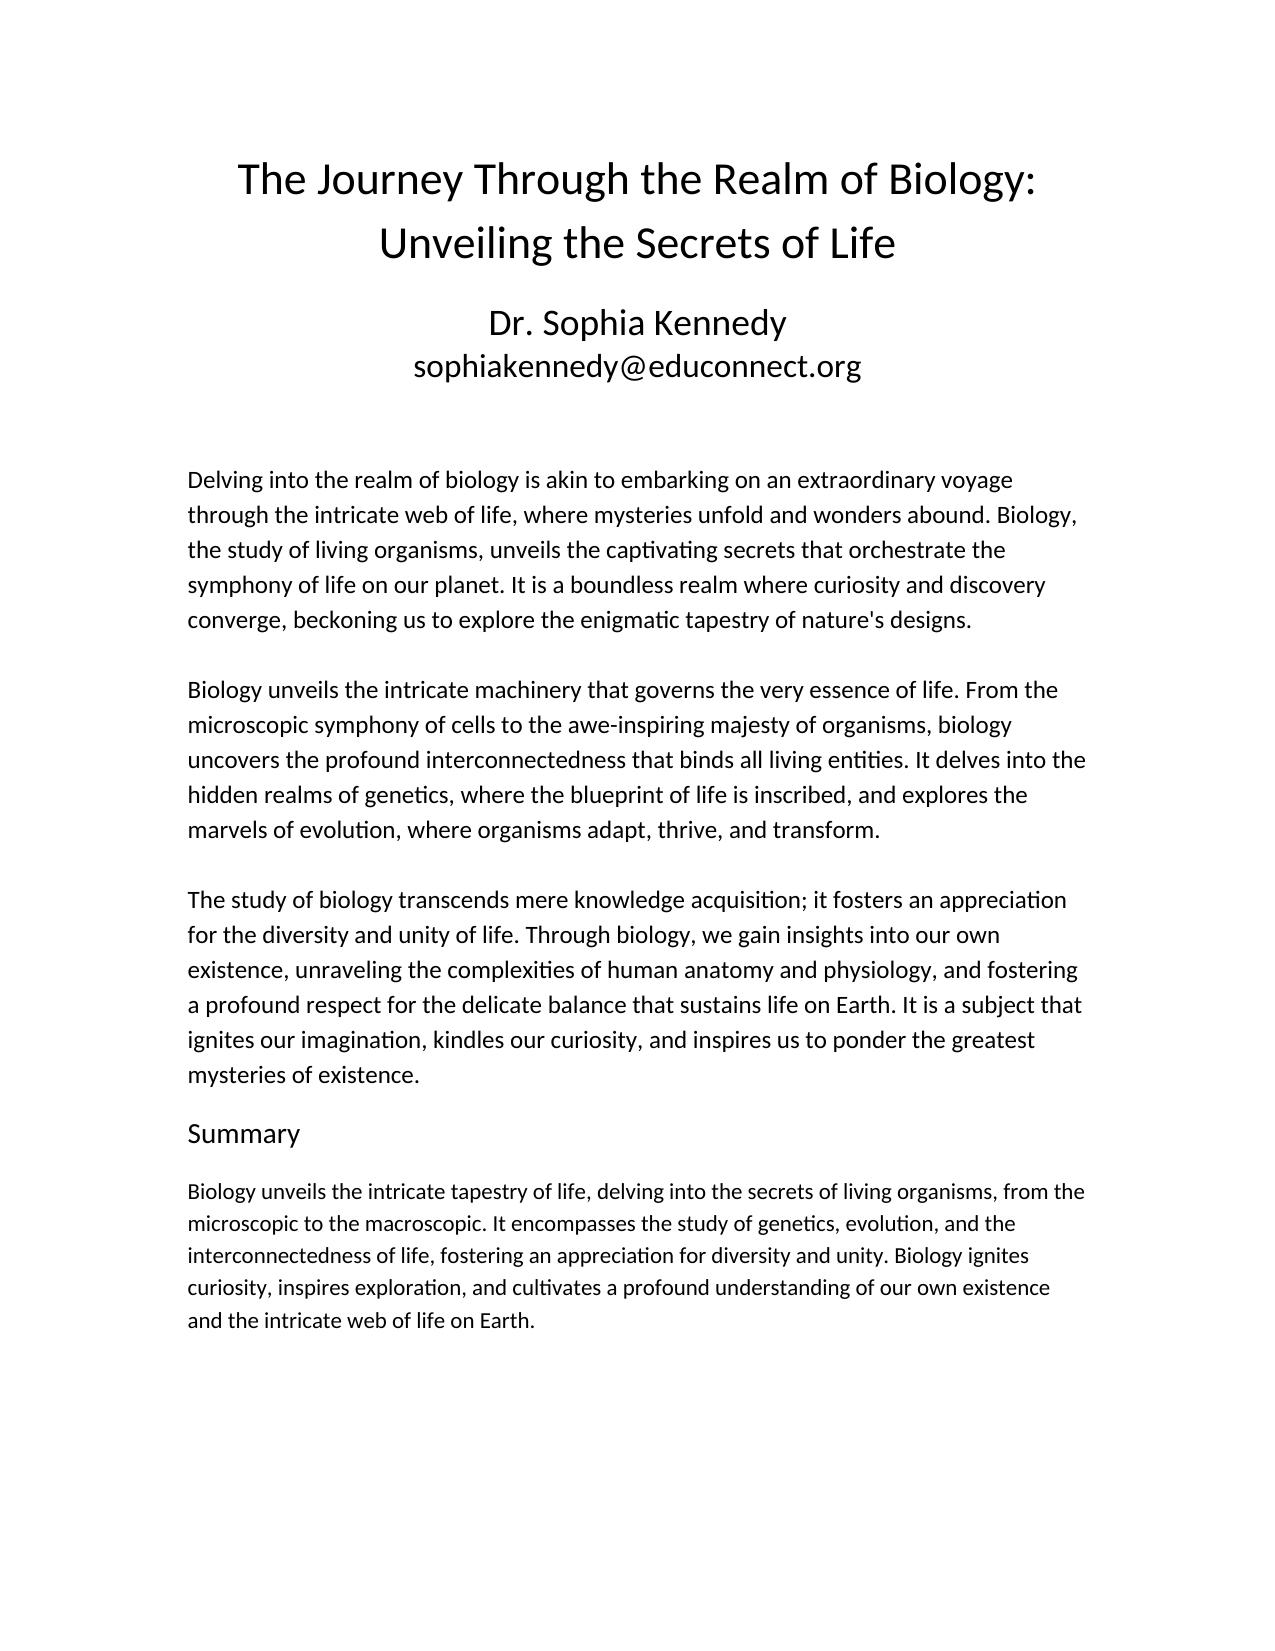 The Journey Through the Realm of Biology:
Unveiling the Secrets of Life
Dr. Sophia Kennedy
sophiakennedy@educonnect.org
Delving into the realm of biology is akin to embarking on an extraordinary voyage
through the intricate web of life, where mysteries unfold and wonders abound. Biology,
the study of living organisms, unveils the captivating secrets that orchestrate the
symphony of life on our planet. It is a boundless realm where curiosity and discovery
converge, beckoning us to explore the enigmatic tapestry of nature's designs.
Biology unveils the intricate machinery that governs the very essence of life. From the
microscopic symphony of cells to the awe-inspiring majesty of organisms, biology
uncovers the profound interconnectedness that binds all living entities. It delves into the
hidden realms of genetics, where the blueprint of life is inscribed, and explores the
marvels of evolution, where organisms adapt, thrive, and transform.
The study of biology transcends mere knowledge acquisition; it fosters an appreciation
for the diversity and unity of life. Through biology, we gain insights into our own
existence, unraveling the complexities of human anatomy and physiology, and fostering
a profound respect for the delicate balance that sustains life on Earth. It is a subject that
ignites our imagination, kindles our curiosity, and inspires us to ponder the greatest
mysteries of existence.
Summary
Biology unveils the intricate tapestry of life, delving into the secrets of living organisms, from the
microscopic to the macroscopic. It encompasses the study of genetics, evolution, and the
interconnectedness of life, fostering an appreciation for diversity and unity. Biology ignites
curiosity, inspires exploration, and cultivates a profound understanding of our own existence
and the intricate web of life on Earth.